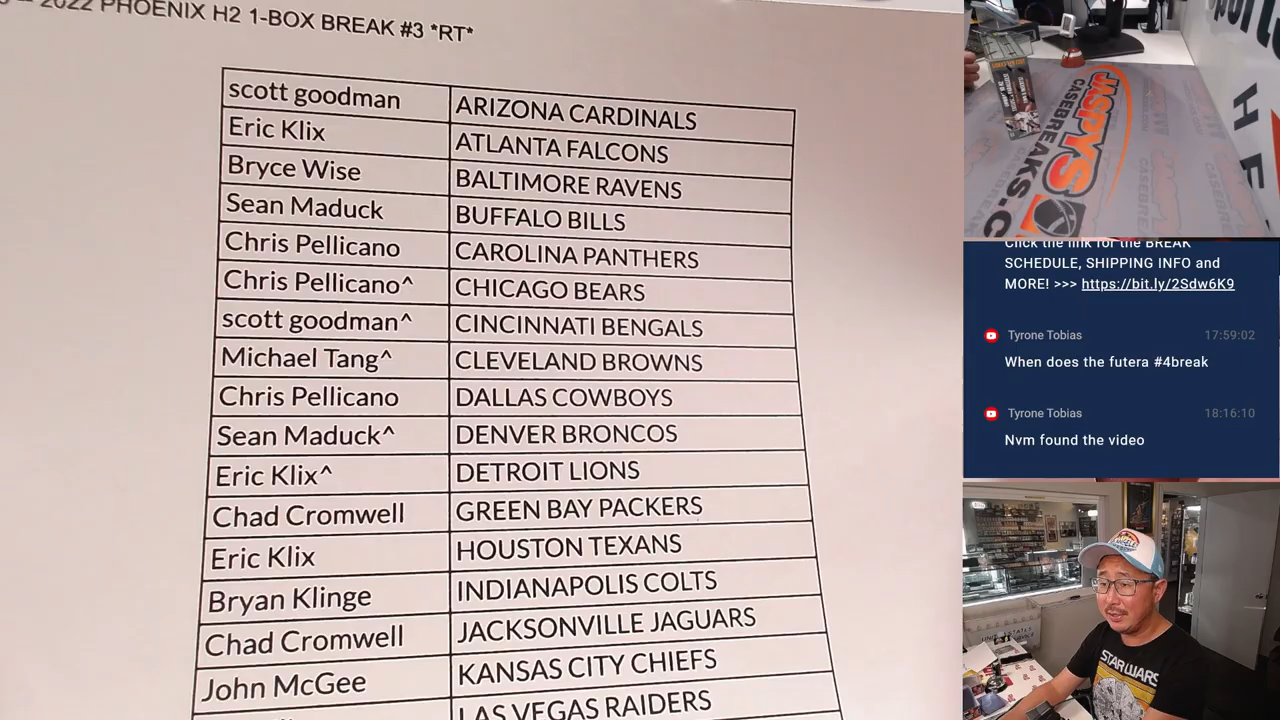 2022 PHOENIX H2 1-BOX BREAK #3 *RT*
scott goodman ARIZONA CARDINALS
Eric Klix ATLANTA FALCONS
Bryce Wise BALTIMORE RAVENS
Sean Maduck BUFFALO BILLS
Chris Pellicano CAROLINA PANTHERS
Chris Pellicano^ CHICAGO BEARS
scott goodman^ CINCINNATI BENGALS
Michael Tang^ CLEVELAND BROWNS
Chris Pellicano DALLAS COWBOYS
Sean Maduck^ DENVER BRONCOS
Eric Klix^ DETROIT LIONS
Chad Cromwell GREEN BAY PACKERS
Eric Klix HOUSTON TEXANS
Bryan Klinge INDIANAPOLIS COLTS
Chad Cromwell JACKSONVILLE JAGUARS
John McGee KANSAS CITY CHIEFS
LAS VEGAS RAIDERS
JASPYS
CASEBREAKS.C
Click the link for the BREAK
SCHEDULE, SHIPPING INFO and
MORE! >>> https://bit.ly/2Sdw6K9
Tyrone Tobias 17:59:02
When does the futera #4break
Tyrone Tobias 18:16:10
Nvm found the video
STAR WARS